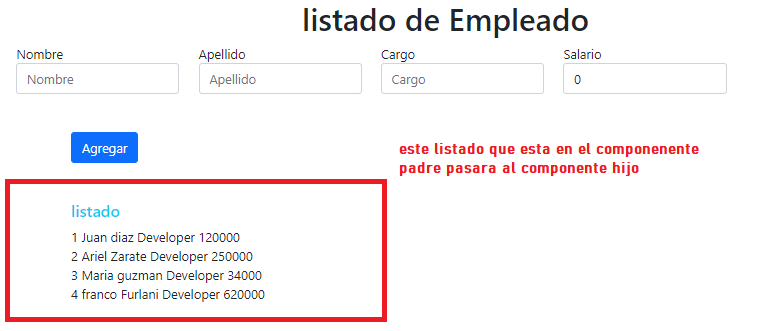 listado de Empleado
Nombre Apellido Cargo Salario
Nombre Apellido Cargo 0
Agregar
este listado que esta en el componenente
padre pasara al componente hijo
listado
1 Juan diaz Developer 120000
2 Ariel Zarate Developer 250000
3 Maria guzman Developer 34000
4 franco Furlani Developer 620000